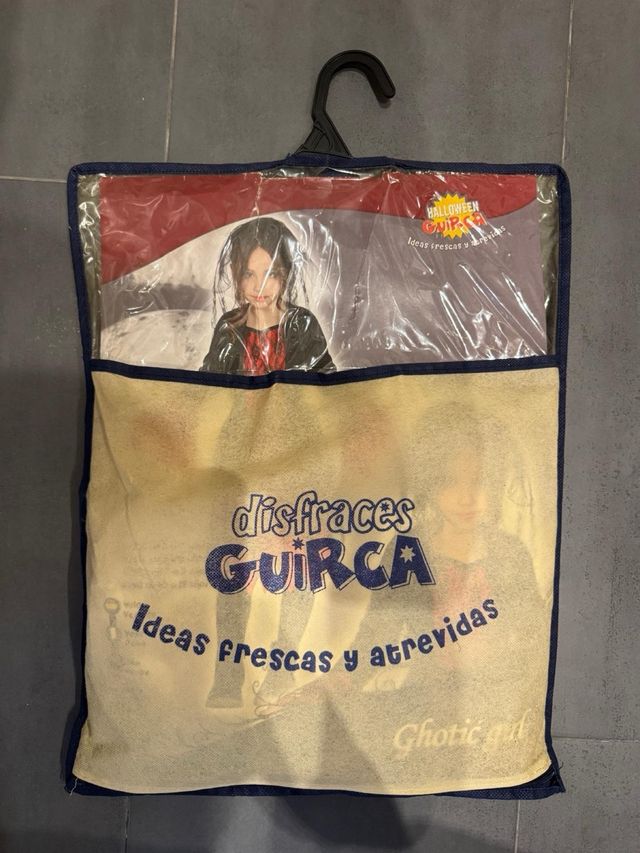 HALLOWEEN
GUIRCA
Ideas frescas y atrevidas
disfraces
GUIRCA
Ideas frescas y atrevidas
Ghotic girl